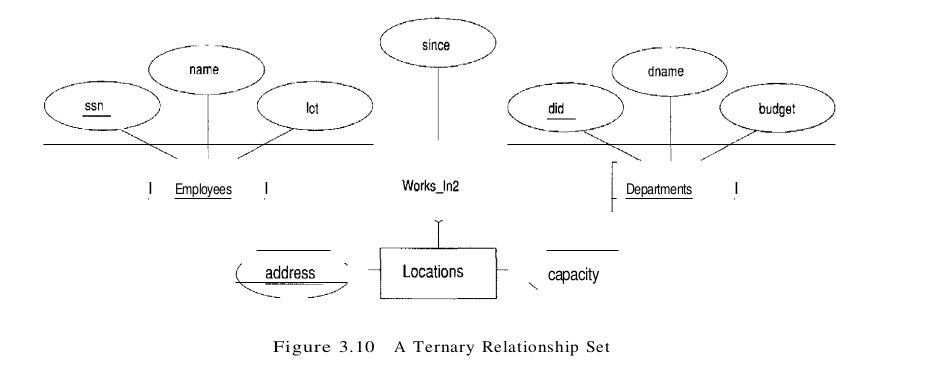 since
name
dname
ssn
lot
did
budget
Employees
Works_In2
Departments
address
Locations
capacity
Figure 3.10 A Ternary Relationship Set